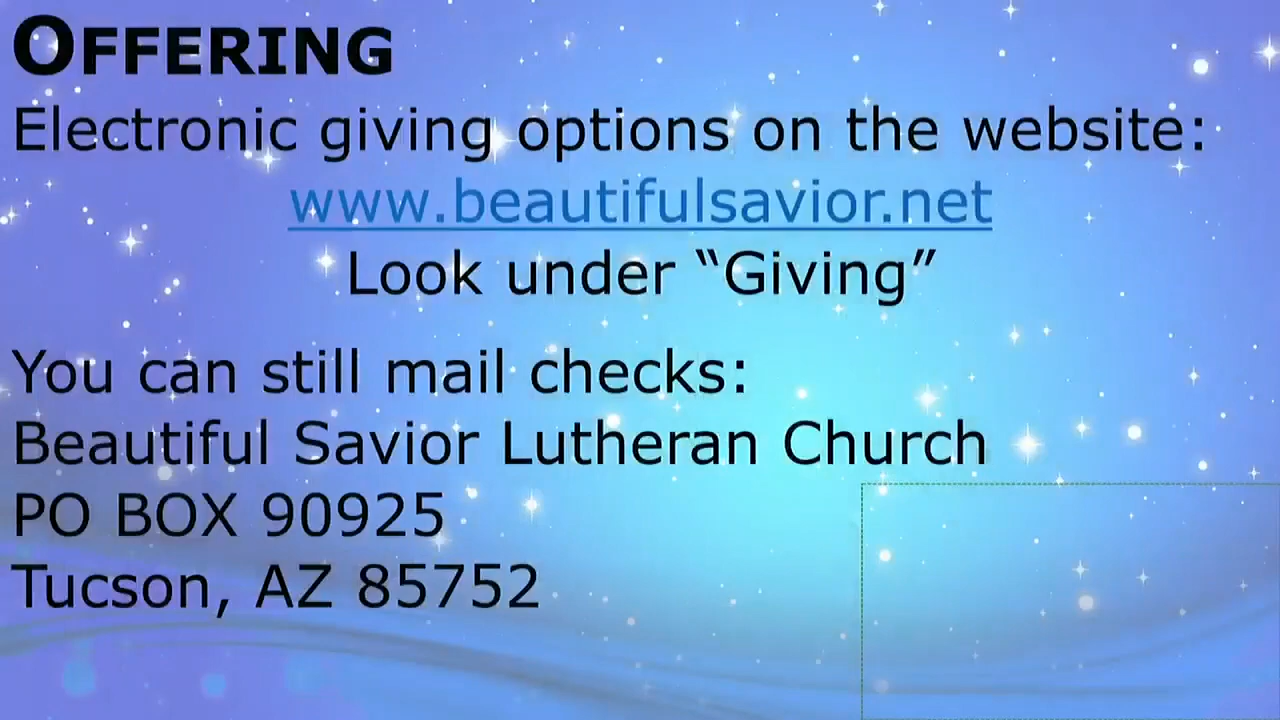 OFFERING
Electronic giving options on the website:
www.beautifulsavior.net
Look under “Giving”
You can still mail checks:
Beautiful Savior Lutheran Church
PO BOX 90925
Tucson, AZ 85752